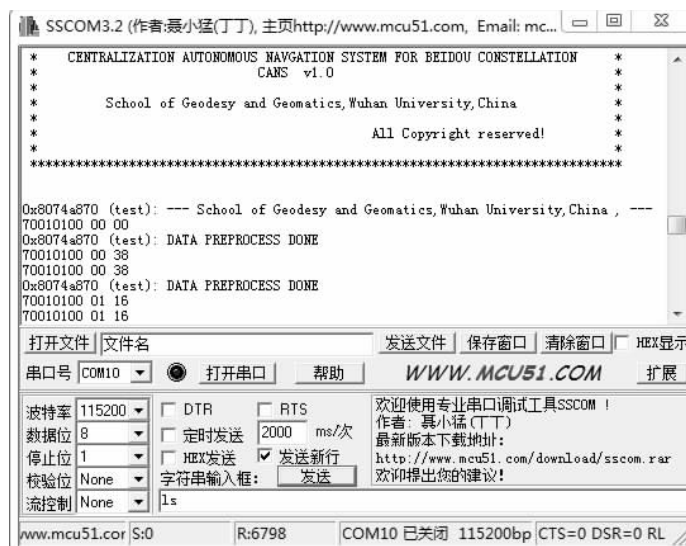 SSCOM3.2 (作者:聂小猛(丁丁), 主页http://www.mcu51.com, Email: mc...
* CENTRALIZATION AUTONOMOUS NAVGATION SYSTEM FOR BEIDOU CONSTELLATION *
* CANS v1.0 *
* *
* School of Geodesy and Geomatics,Wuhan University,China *
* *
* All Copyright reserved! *
* *
******************************************************************************
0x8074a870 (test): --- School of Geodesy and Geomatics,Wuhan University,China , ---
70010100 00 00
0x8074a870 (test): DATA PREPROCESS DONE
70010100 00 38
70010100 00 38
0x8074a870 (test): DATA PREPROCESS DONE
70010100 01 16
70010100 01 16
打开文件 文件名 发送文件 保存窗口 清除窗口 HEX显示
串口号 COM10 打开串口 帮助 WWW.MCU51.COM 扩展
波特率 115200 DTR RTS
数据位 8 定时发送 2000 ms/次
停止位 1 HEX发送 发送新行
校验位 None 字符串输入框: 发送
流控制 None ls
欢迎使用专业串口调试工具SSCOM !
作者: 聂小猛(丁丁)
最新版本下载地址:
http://www.mcu51.com/download/sscom.rar
欢迎提出您的建议!
www.mcu51.cor S:0 R:6798 COM10 已关闭 115200bp CTS=0 DSR=0 RL